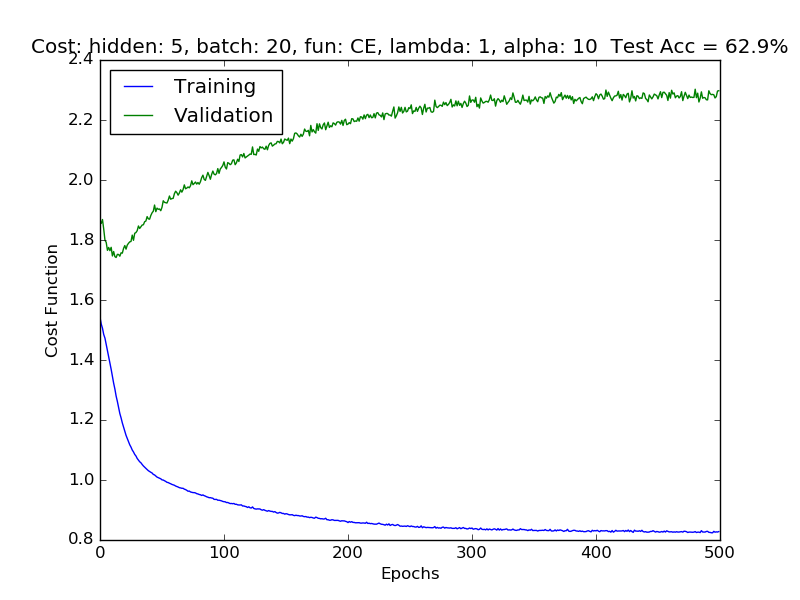 Cost: hidden: 5, batch: 20, fun: CE, lambda: 1, alpha: 10  Test Acc = 62.9%
2.4
Training
Validation
2.2
2.0
1.8
1.6
1.4
1.2
1.0
0.8
Cost Function
0 100 200 300 400 500
Epochs